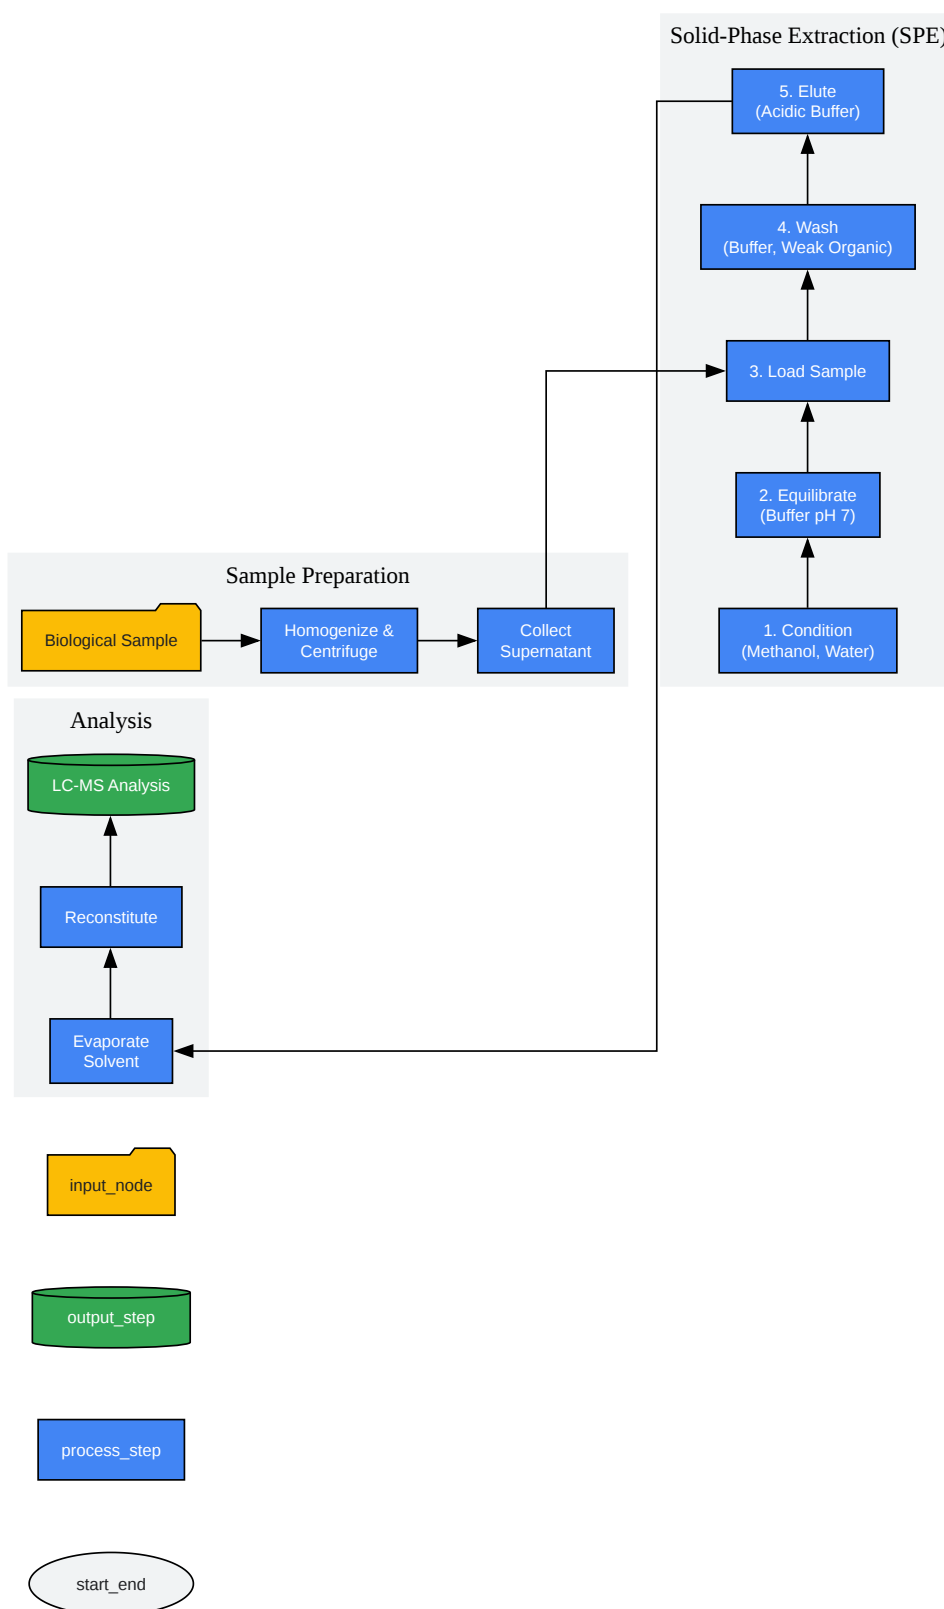 Solid-Phase Extraction (SPE)
5. Elute
(Acidic Buffer)
4. Wash
(Buffer, Weak Organic)
3. Load Sample
2. Equilibrate
(Buffer pH 7)
1. Condition
(Methanol, Water)
Sample Preparation
Biological Sample
Homogenize &
Centrifuge
Collect
Supernatant
Analysis
LC-MS Analysis
Reconstitute
Evaporate
Solvent
input_node
output_step
process_step
start_end